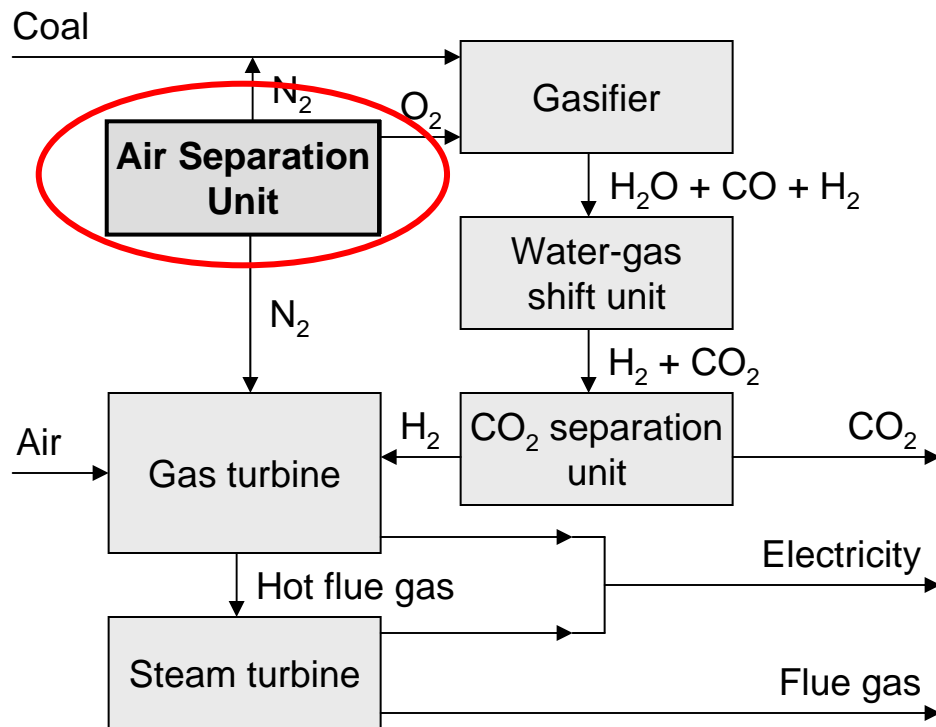 Coal
N₂
O₂
Gasifier
Air Separation
Unit
H₂O + CO + H₂
Water-gas
shift unit
N₂
H₂ + CO₂
Air
Gas turbine
H₂
CO₂ separation
unit
CO₂
Electricity
Hot flue gas
Steam turbine
Flue gas